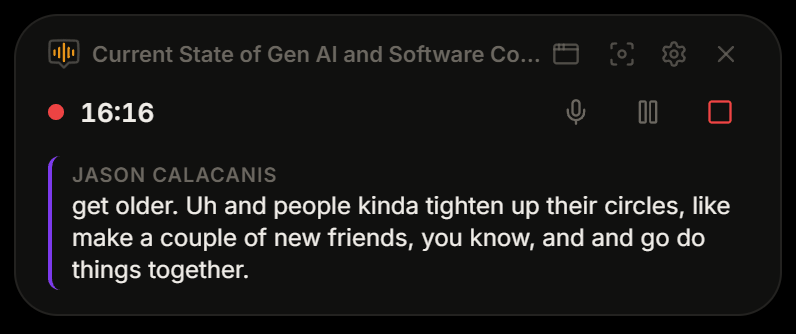 Current State of Gen AI and Software Co...
16:16
JASON CALACANIS
get older. Uh and people kinda tighten up their circles, like
make a couple of new friends, you know, and and go do
things together.